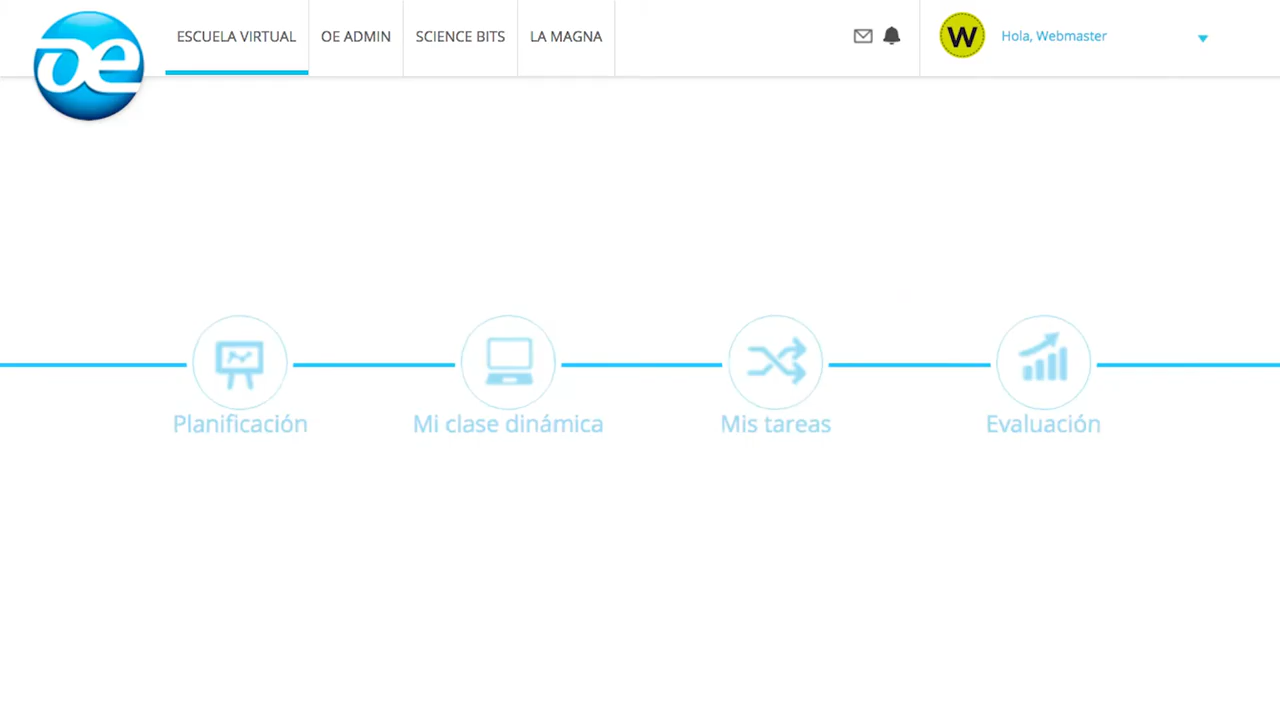 œ
ESCUELA VIRTUAL
OE ADMIN
SCIENCE BITS
LA MAGNA
W
Hola, Webmaster
Planificación
Mi clase dinámica
Mis tareas
Evaluación